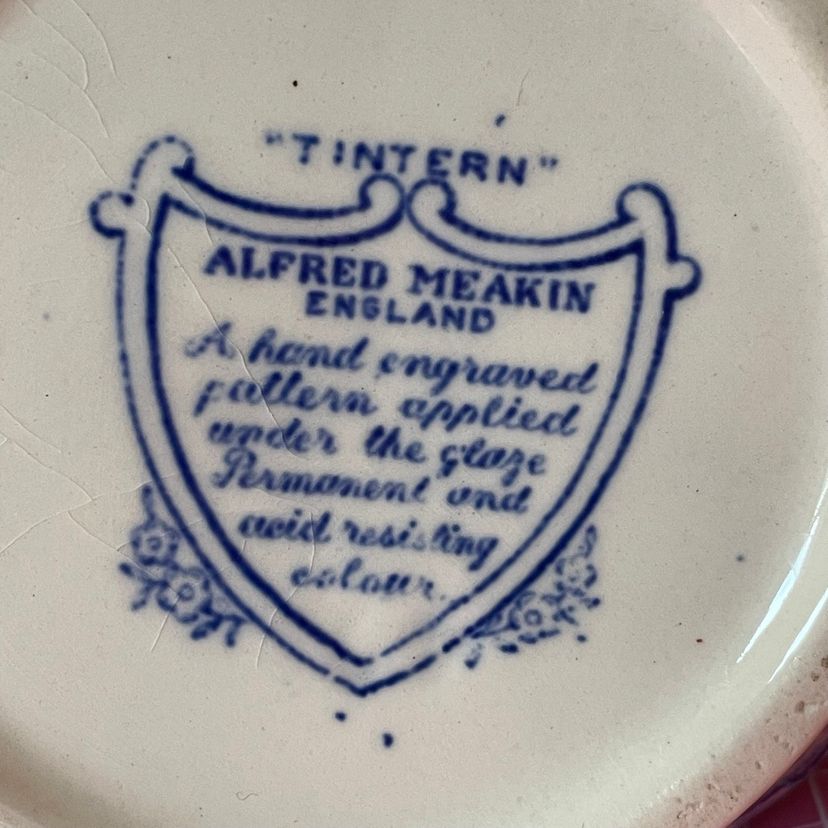 "TINTERN"
ALFRED MEAKIN
ENGLAND
A hand engraved
pattern applied
under the glaze
Permanent and
acid resisting
colour.